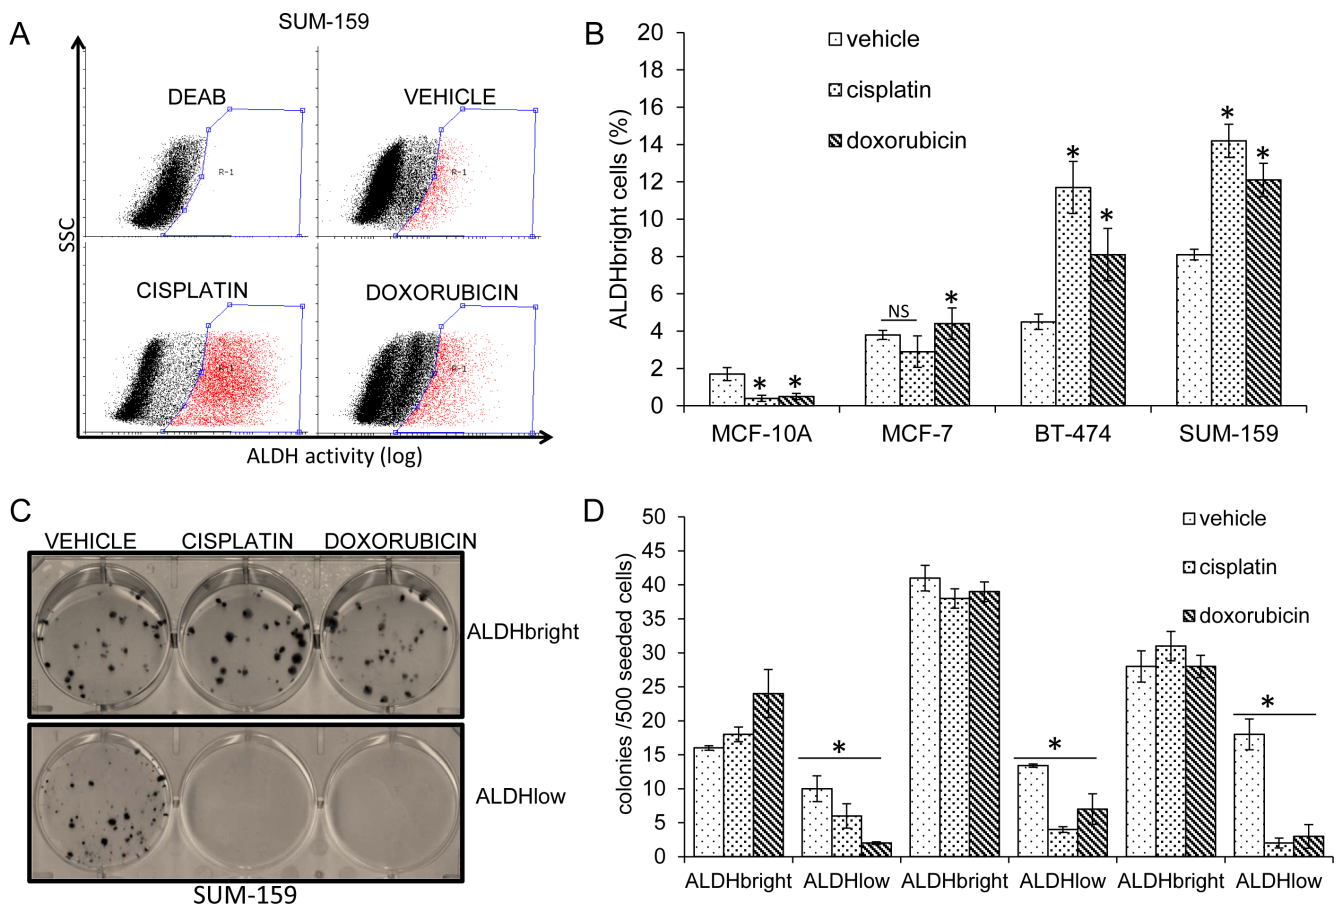 A
SUM-159
DEAB
VEHICLE
R-1
R-1
CISPLATIN
DOXORUBICIN
R-1
R-1
SSC
ALDH activity (log)
B
ALDHbright cells (%)
20
18
16
14
12
10
8
6
4
2
0
vehicle
cisplatin
doxorubicin
* * NS * * * * *
MCF-10A MCF-7 BT-474 SUM-159
C
VEHICLE CISPLATIN DOXORUBICIN
ALDHbright
ALDHlow
SUM-159
D
colonies /500 seeded cells
50
45
40
35
30
25
20
15
10
5
0
vehicle
cisplatin
doxorubicin
* * *
ALDHbright ALDHlow ALDHbright ALDHlow ALDHbright ALDHlow